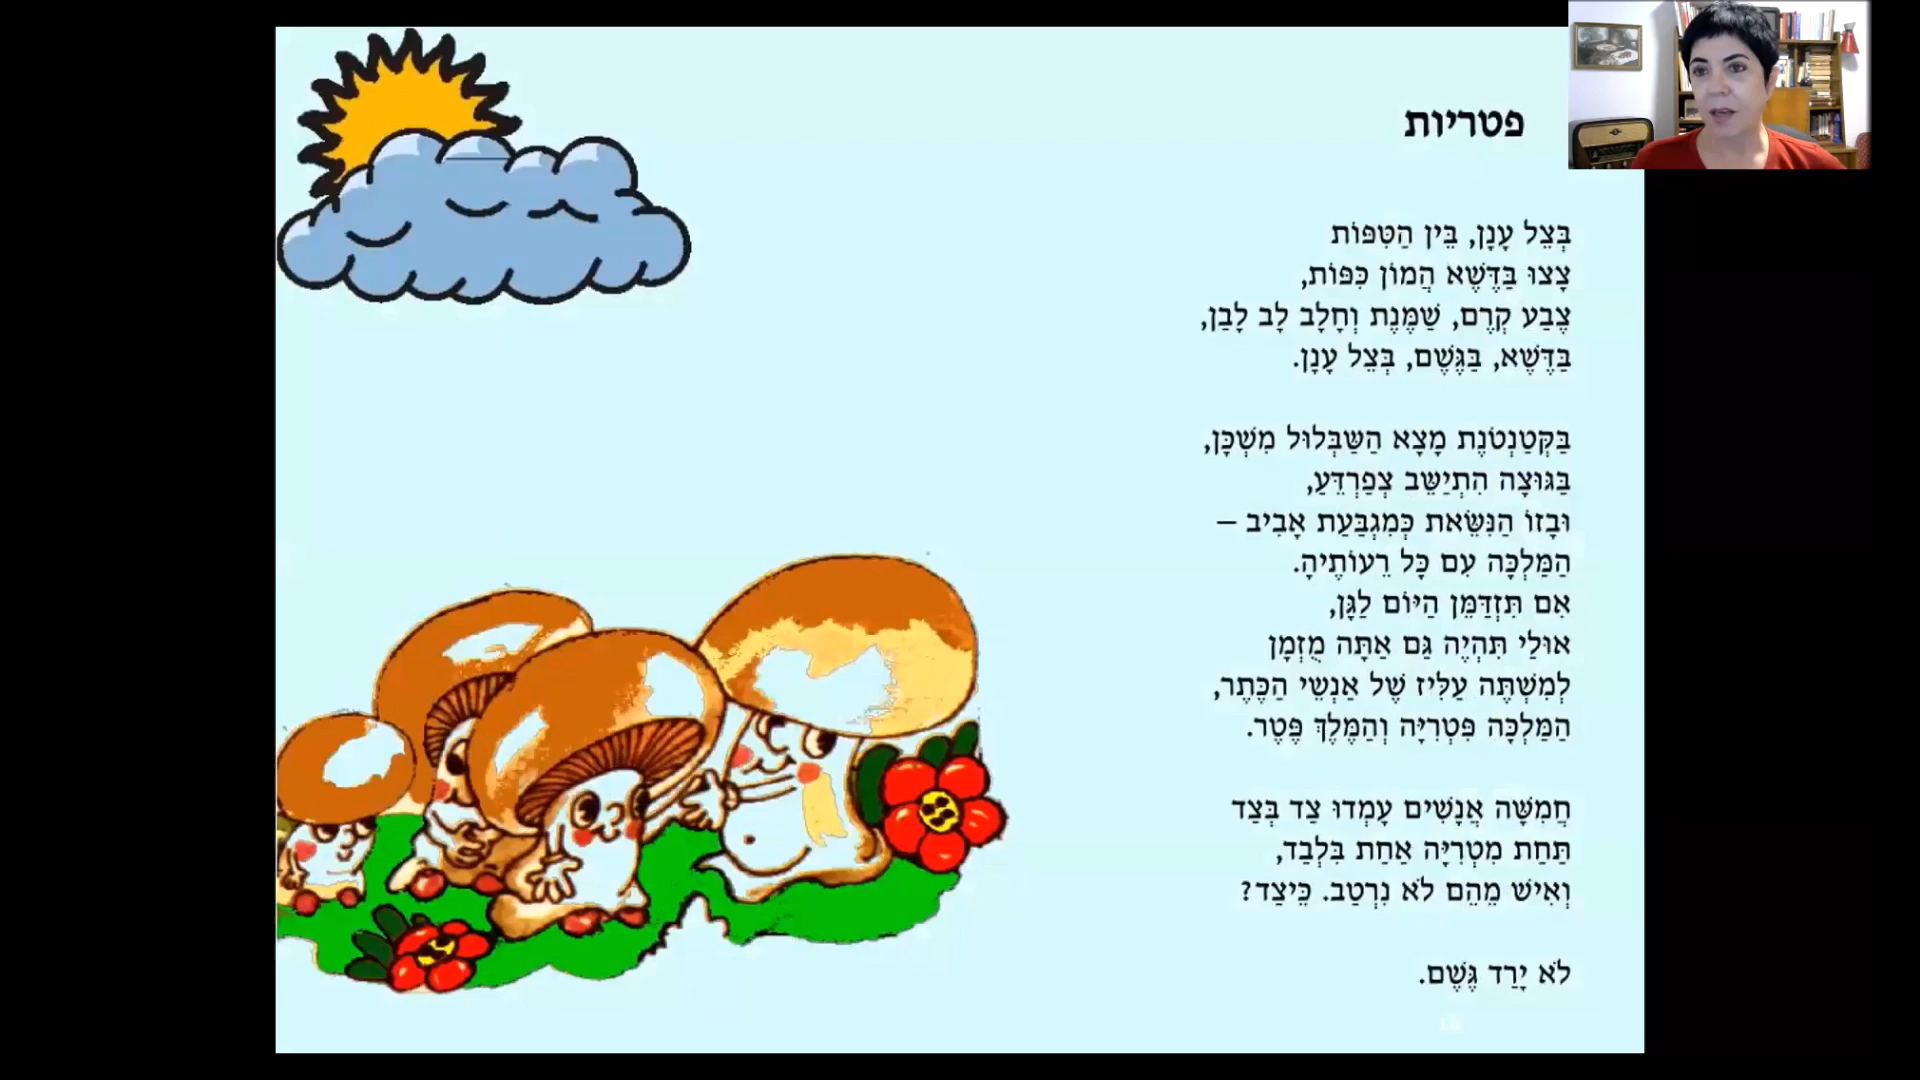 פטריות
בְּצֵל עָנָן, בֵּין הַטִּפּוֹת
צָצוּ בַּדֶּשֶׁא הֲמוֹן כִּפּוֹת,
צֶבַע קְרֶם, שַׁמֶּנֶת וְחָלָב לָב לָבַן,
בַּדֶּשֶׁא, בַּגֶּשֶׁם, בְּצֵל עָנָן.
בַּקְּטַנְטֹנֶת מָצָא הַשַּׁבְּלוּל מִשְׁכָּן,
בַּגּוּצָה הִתְיַשֵּׁב צְפַרְדֵּעַ,
וּבָזוֹ הַנִּשֵּׂאת כְּמִגְבַּעַת אָבִיב –
הַמַּלְכָּה עִם כָּל רֵעוֹתֶיהָ.
אִם תִּזְדַּמֵּן הַיּוֹם לַגָּן,
אוּלַי תִּהְיֶה גַּם אַתָּה מֻזְמָן
לְמִשְׁתֶּה עַלִּיז שֶׁל אַנְשֵׁי הַכֶּתֶר,
הַמַּלְכָּה פִּטְרִיָּה וְהַמֶּלֶךְ פֶּטֶר.
חֲמִשָּׁה אֲנָשִׁים עָמְדוּ צַד בְּצַד
תַּחַת מִטְרִיָּה אַחַת בִּלְבַד,
וְאִישׁ מֵהֵם לֹא נִרְטַב. כֵּיצַד?
לֹא יָרַד גֶּשֶׁם.